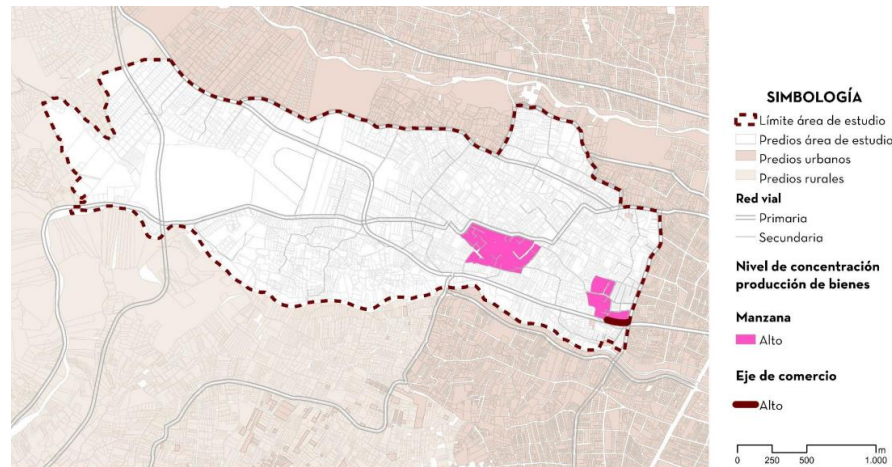 SIMBOLOGÍA
Límite área de estudio
Predios área de estudio
Predios urbanos
Predios rurales
Red vial
Primaria
Secundaria
Nivel de concentración
producción de bienes
Manzana
Alto
Eje de comercio
Alto
m
0 250 500 1.000